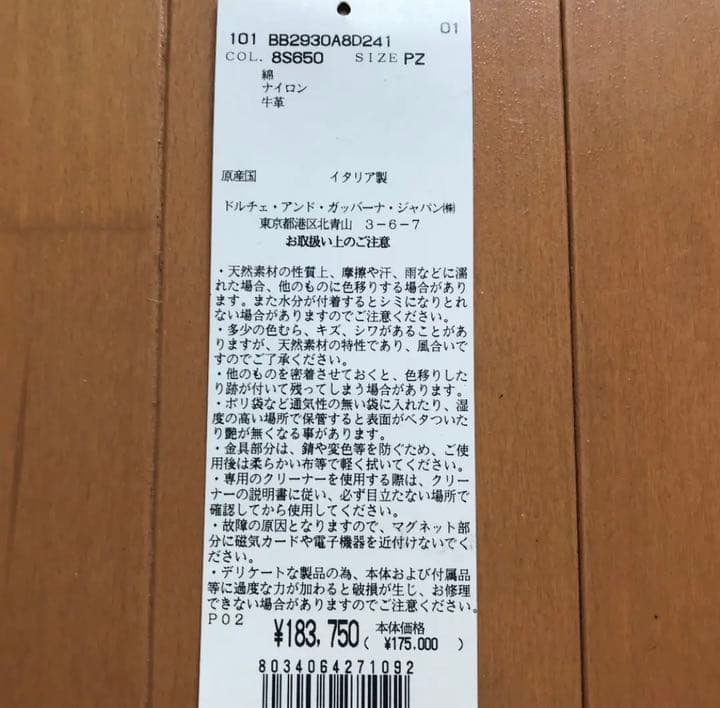 01
101 BB2930A8D241
COL. 8S650 SIZE PZ
綿
ナイロン
牛革
原産国 イタリア製
ドルチェ・アンド・ガッバーナ・ジャパン㈱
東京都港区北青山 3-6-7
お取扱い上のご注意
・天然素材の性質上、摩擦や汗、雨などに濡
れた場合、他のものに色移りする場合があり
ます。また水分が付着するとシミになりとれ
ない場合がありますのでご注意ください。
・多少の色むら、キズ、シワがあることがあ
りますが、天然素材の特性であり、風合いで
すのでご了承ください。
・他のものを密着させておくと、色移りした
り跡が付いて残ってしまう場合があります。
・ポリ袋など通気性の無い袋に入れたり、湿
度の高い場所で保管すると表面がベタついた
り艶が無くなる事があります。
・金具部分は、錆や変色等を防ぐため、ご使
用後は柔らかい布等で軽く拭いてください。
・専用のクリーナーを使用する際は、クリー
ナーの説明書に従い、必ず目立たない場所で
確認してから使用してください。
・故障の原因となりますので、マグネット部
分に磁気カードや電子機器を近付けないでく
ださい。
・デリケートな製品の為、本体および付属品
等に過度な力が加わると破損が生じ、お修理
できない場合がありますのでご注意ください。
P02
¥183,750 本体価格
( ¥175.000 )
8034064271092